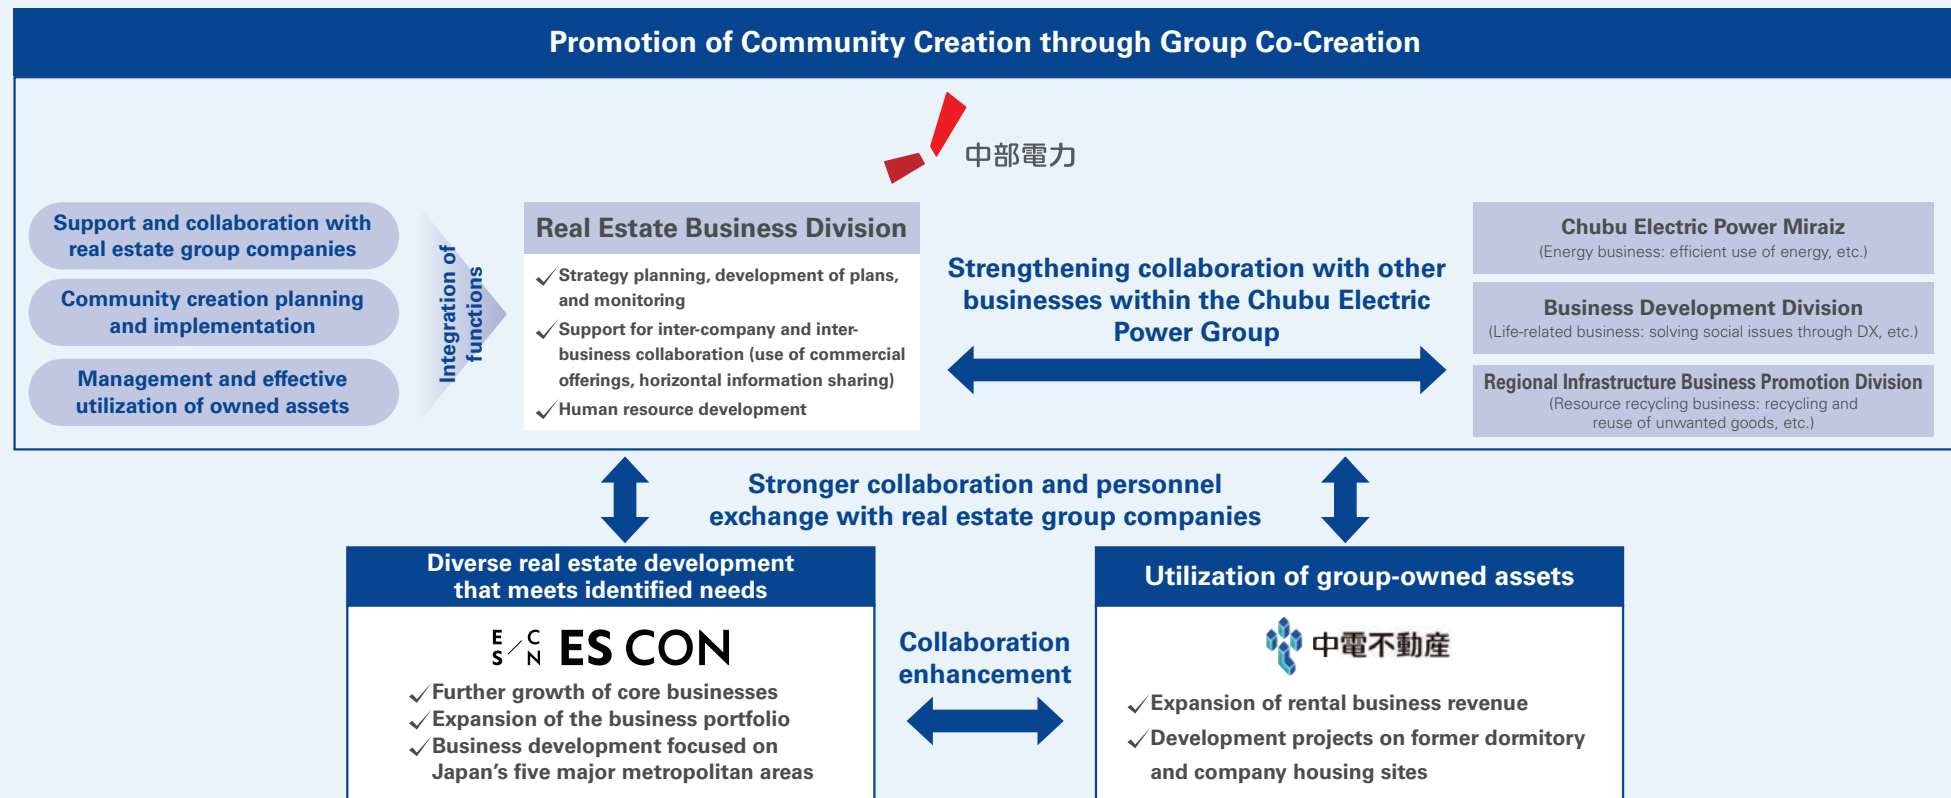 Promotion of Community Creation through Group Co-Creation
中部電力
Support and collaboration with
real estate group companies
Community creation planning
and implementation
Management and effective
utilization of owned assets
Integration of
functions
Real Estate Business Division
Strategy planning, development of plans,
and monitoring
Support for inter-company and inter-
business collaboration (use of commercial
offerings, horizontal information sharing)
Human resource development
Strengthening collaboration with other
businesses within the Chubu Electric
Power Group
Chubu Electric Power Miraiz
(Energy business: efficient use of energy, etc.)
Business Development Division
(Life-related business: solving social issues through DX, etc.)
Regional Infrastructure Business Promotion Division
(Resource recycling business: recycling and
reuse of unwanted goods, etc.)
Stronger collaboration and personnel
exchange with real estate group companies
Diverse real estate development
that meets identified needs
ES/CN ES CON
Further growth of core businesses
Expansion of the business portfolio
Business development focused on
Japan's five major metropolitan areas
Collaboration
enhancement
Utilization of group-owned assets
中電不動産
Expansion of rental business revenue
Development projects on former dormitory
and company housing sites